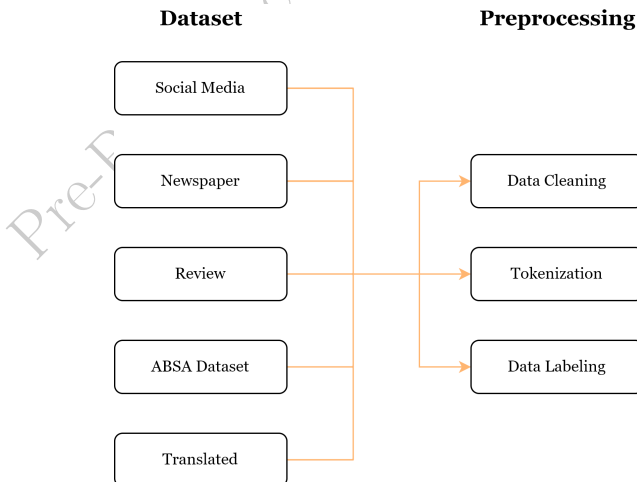 Dataset
Preprocessing
Social Media
Newspaper
Data Cleaning
Review
Tokenization
ABSA Dataset
Data Labeling
Translated